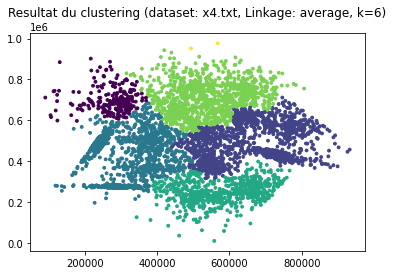 Resultat du clustering (dataset: x4.txt, Linkage: average, k=6)
1e6
1.0
0.8
0.6
0.4
0.2
0.0
200000 400000 600000 800000